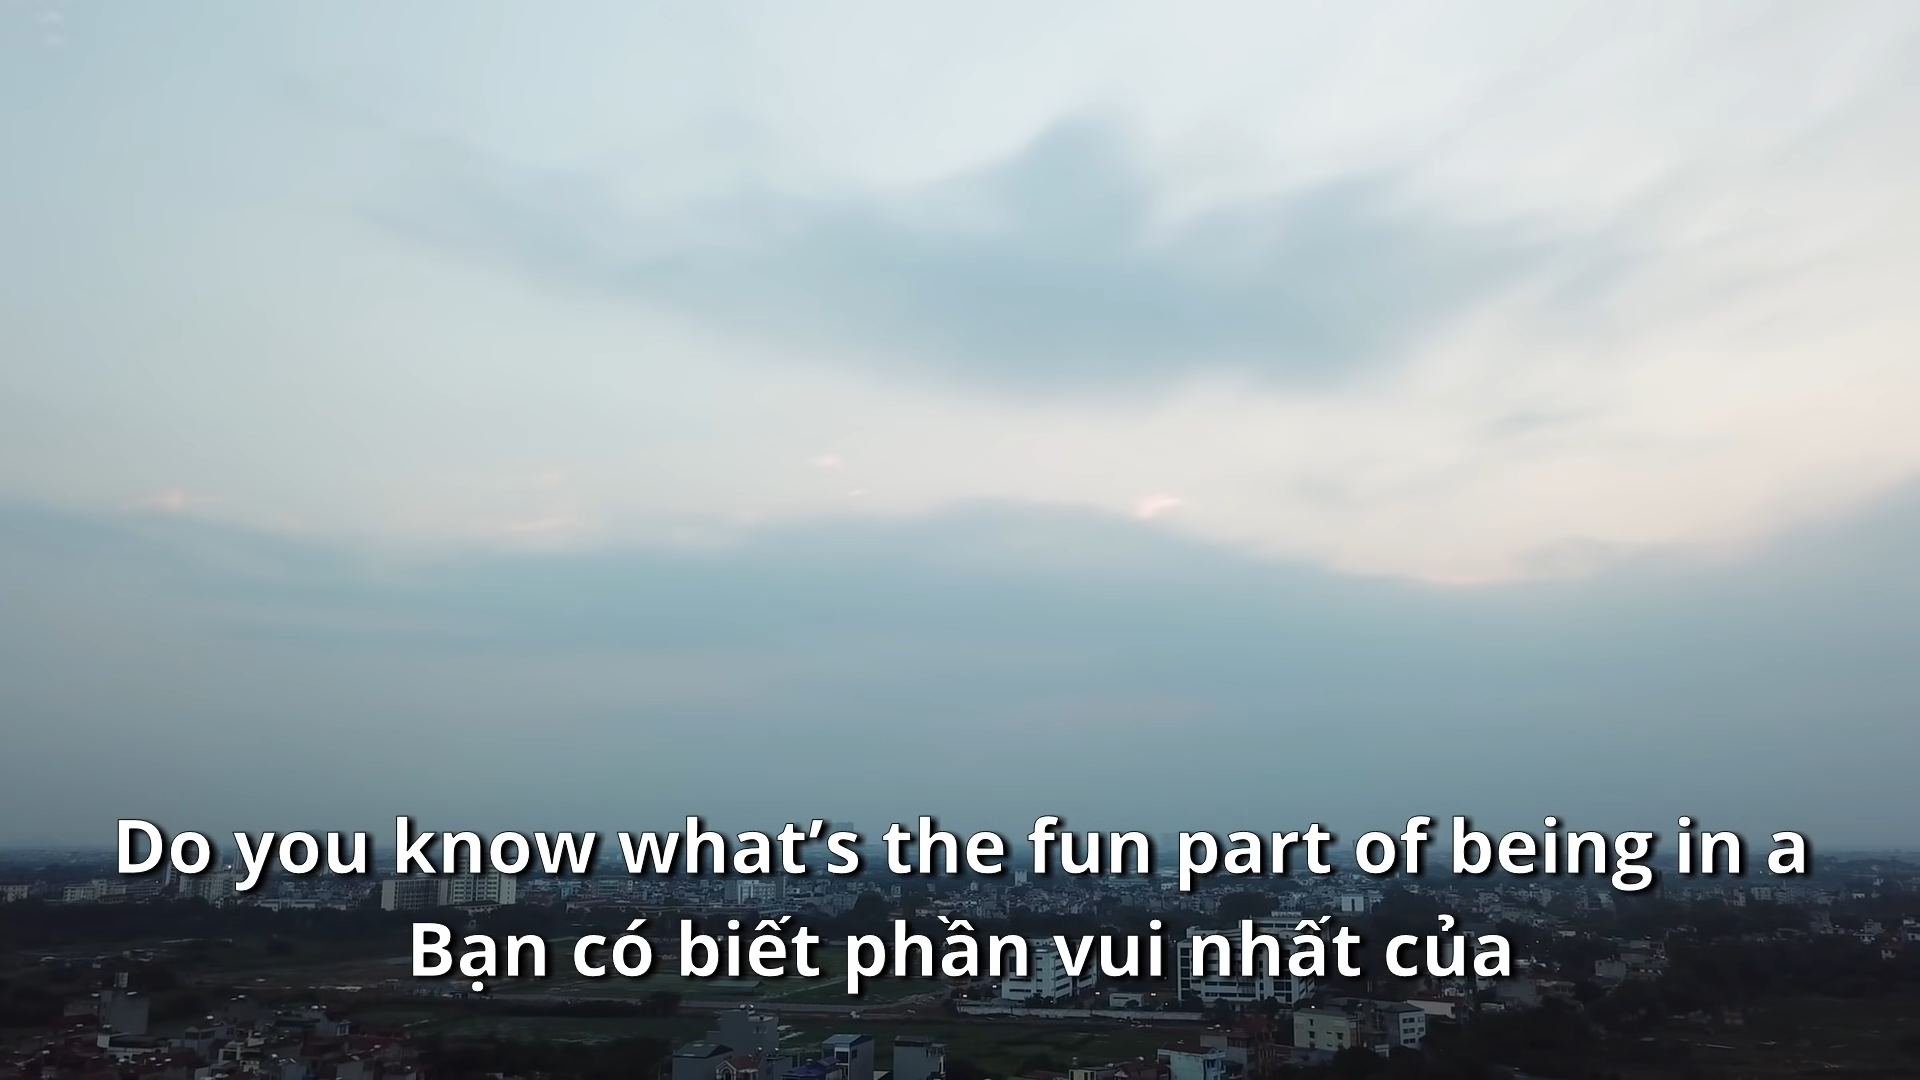 Do you know what’s the fun part of being in a
Bạn có biết phần vui nhất của